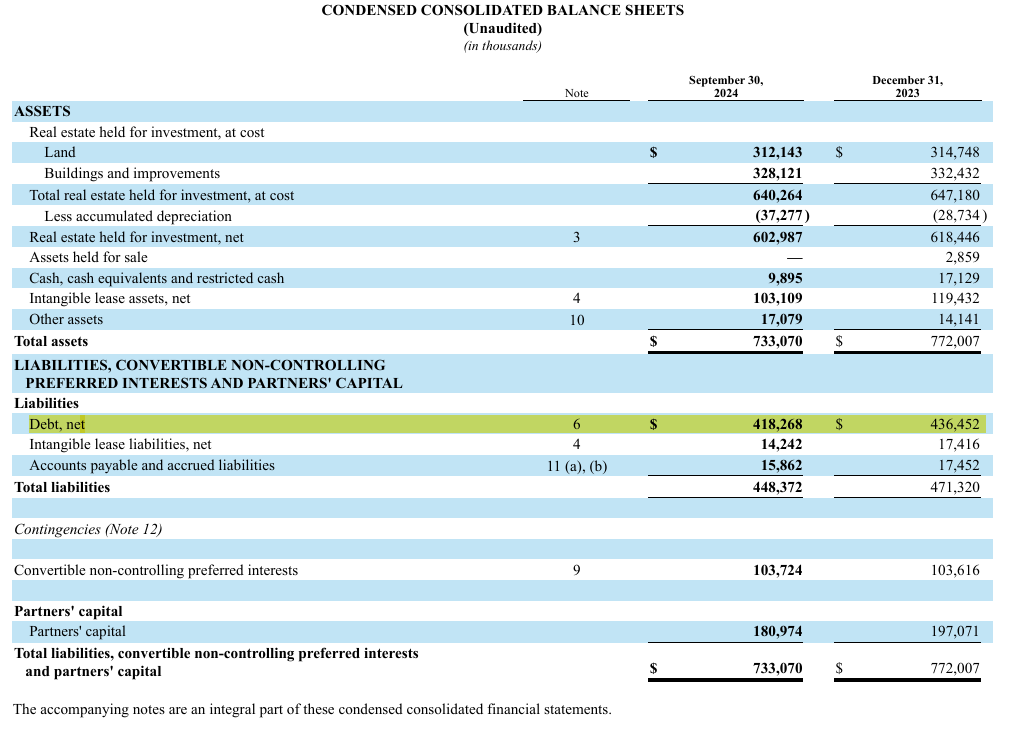 CONDENSED CONSOLIDATED BALANCE SHEETS
(Unaudited)
(in thousands)
Note September 30, 2024 December 31, 2023
ASSETS
Real estate held for investment, at cost
Land $ 312,143 $ 314,748
Buildings and improvements 328,121 332,432
Total real estate held for investment, at cost 640,264 647,180
Less accumulated depreciation (37,277) (28,734)
Real estate held for investment, net 3 602,987 618,446
Assets held for sale — 2,859
Cash, cash equivalents and restricted cash 9,895 17,129
Intangible lease assets, net 4 103,109 119,432
Other assets 10 17,079 14,141
Total assets $ 733,070 $ 772,007
LIABILITIES, CONVERTIBLE NON-CONTROLLING
PREFERRED INTERESTS AND PARTNERS' CAPITAL
Liabilities
Debt, net 6 $ 418,268 $ 436,452
Intangible lease liabilities, net 4 14,242 17,416
Accounts payable and accrued liabilities 11 (a), (b) 15,862 17,452
Total liabilities 448,372 471,320
Contingencies (Note 12)
Convertible non-controlling preferred interests 9 103,724 103,616
Partners' capital
Partners' capital 180,974 197,071
Total liabilities, convertible non-controlling preferred interests
and partners' capital $ 733,070 $ 772,007
The accompanying notes are an integral part of these condensed consolidated financial statements.